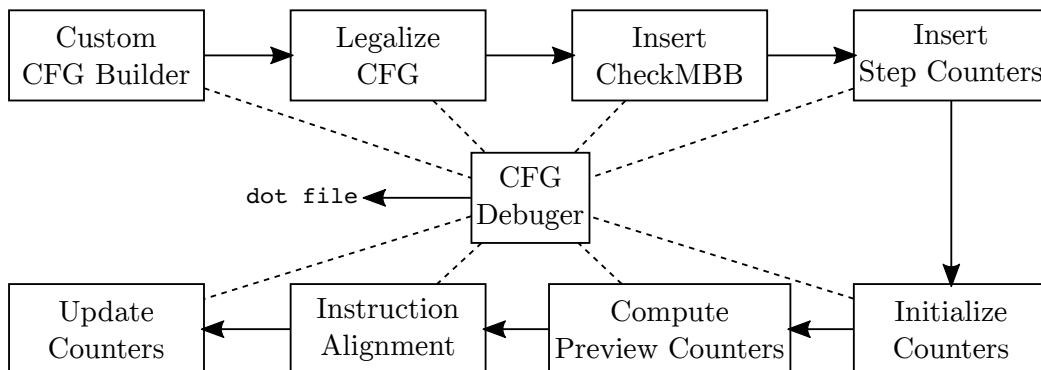 Custom
CFG Builder
Legalize
CFG
Insert
CheckMBB
Insert
Step Counters
CFG
Debuger
dot file
Update
Counters
Instruction
Alignment
Compute
Preview Counters
Initialize
Counters